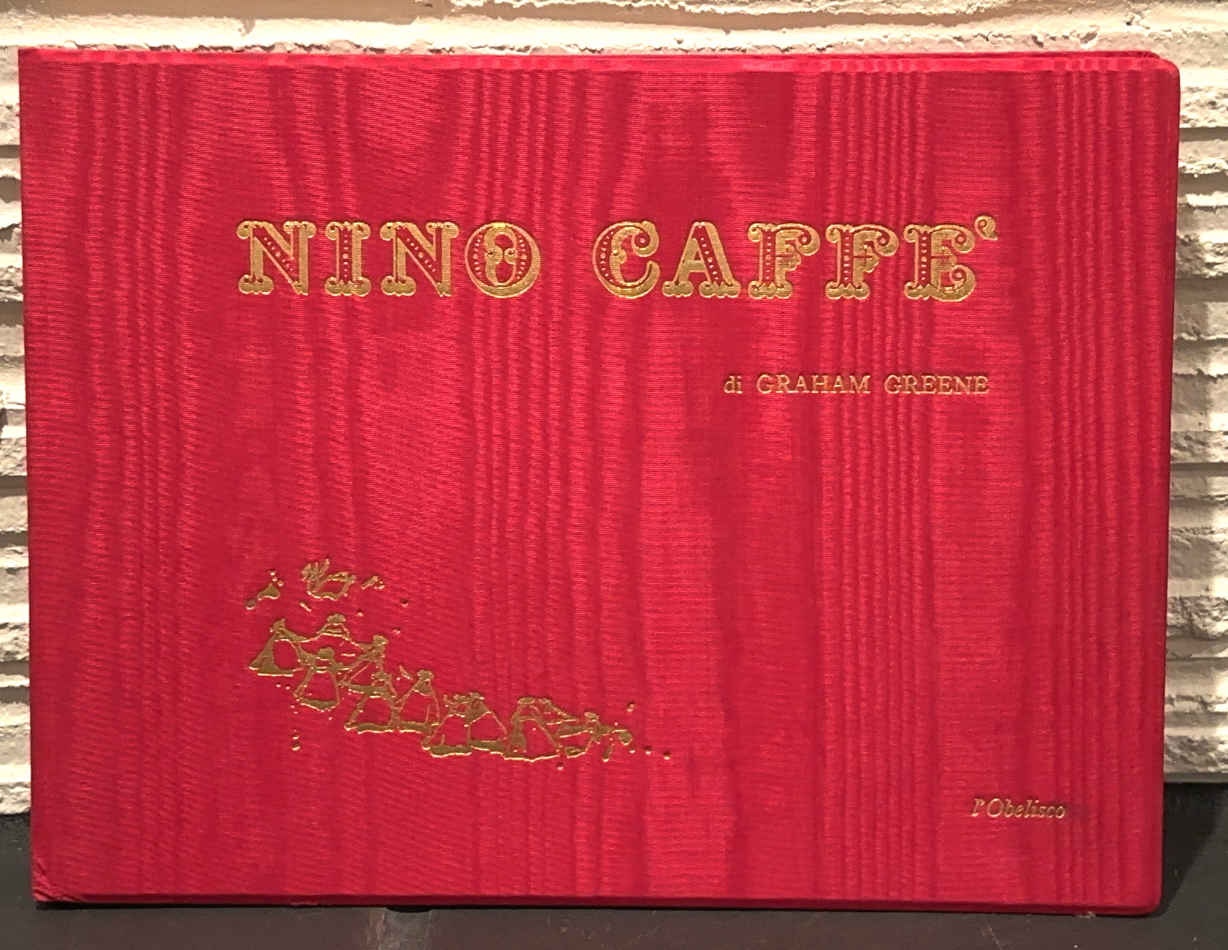 NINO CAFFE'
di GRAHAM GREENE
l'Obelisco